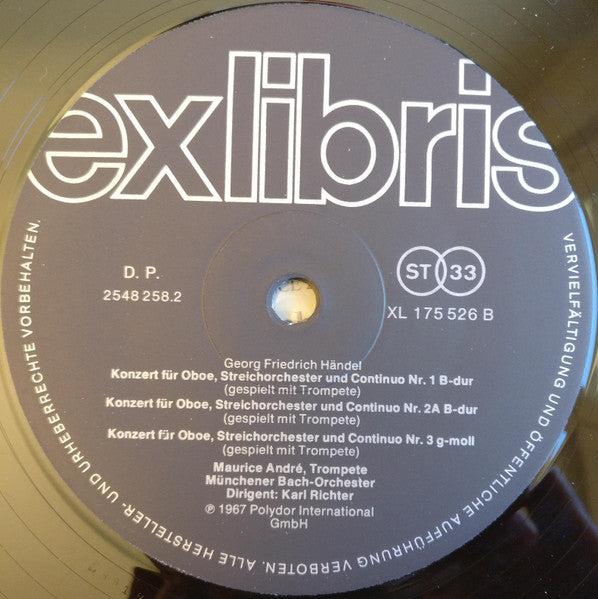 exlibris
D. P.
2548 258.2
ST 33
XL 175 526 B
Georg Friedrich Händel
Konzert für Oboe, Streichorchester und Continuo Nr. 1 B-dur
(gespielt mit Trompete)
Konzert für Oboe, Streichorchester und Continuo Nr. 2A B-dur
(gespielt mit Trompete)
Konzert für Oboe, Streichorchester und Continuo Nr. 3 g-moll
(gespielt mit Trompete)
Maurice André, Trompete
Münchener Bach-Orchester
Dirigent: Karl Richter
℗ 1967 Polydor International
GmbH
ALLE HERSTELLER- UND URHEBERRECHTE VORBEHALTEN.
VERVIELFÄLTIGUNG UND ÖFFENTLICHE AUFFÜHRUNG VERBOTEN.